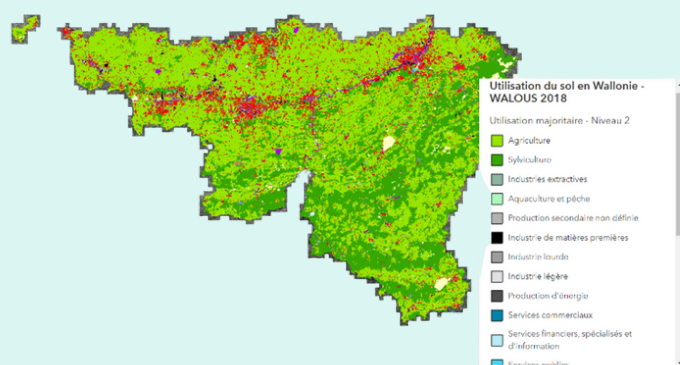 Utilisation du sol en Wallonie -
WALOUS 2018
Utilisation majoritaire - Niveau 2
Agriculture
Sylviculture
Industries extractives
Aquaculture et pêche
Production secondaire non définie
Industrie de matières premières
Industrie lourde
Industrie légère
Production d'énergie
Services commerciaux
Services financiers, spécialisés et
d'information
Services publics